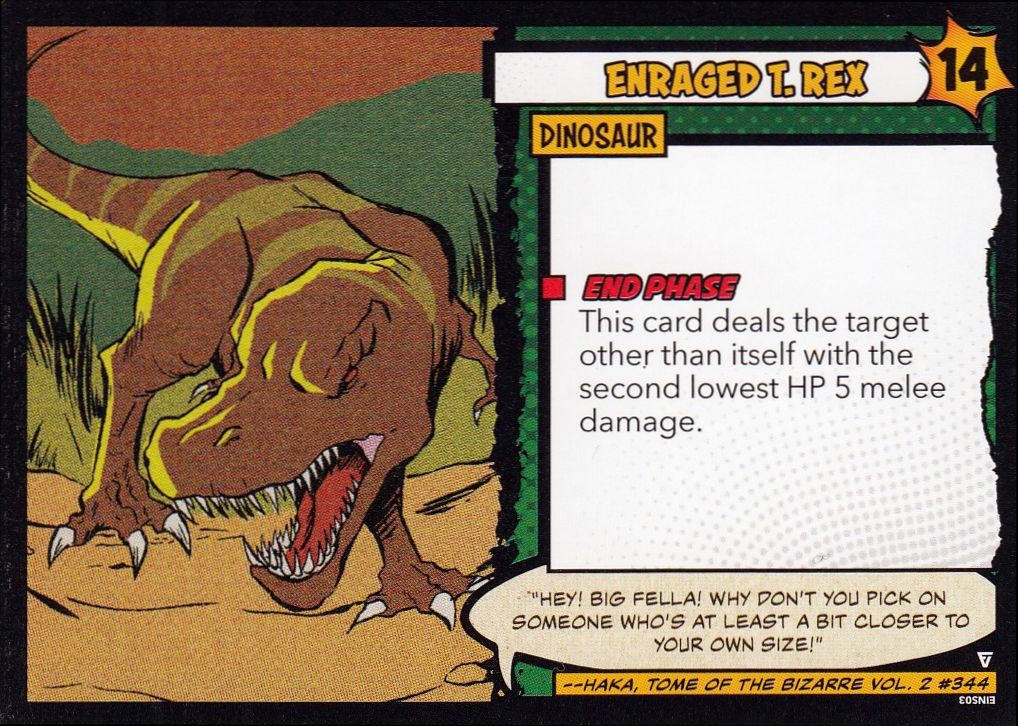 ENRAGED T. REX
14
DINOSAUR
END PHASE
This card deals the target
other than itself with the
second lowest HP 5 melee
damage.
"HEY! BIG FELLA! WHY DON'T YOU PICK ON
SOMEONE WHO'S AT LEAST A BIT CLOSER TO
YOUR OWN SIZE!"
--HAKA, TOME OF THE BIZARRE VOL. 2 #344
EINS03